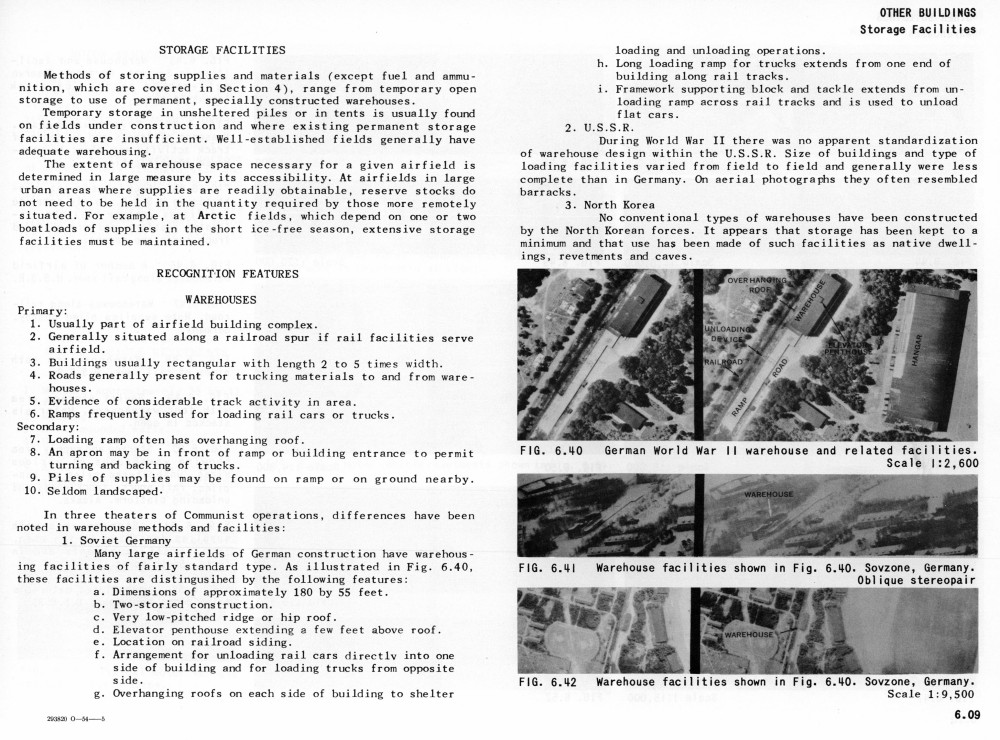 OTHER BUILDINGS
Storage Facilities
STORAGE FACILITIES
Methods of storing supplies and materials (except fuel and ammu-
nition, which are covered in Section 4), range from temporary open
storage to use of permanent, specially constructed warehouses.
Temporary storage in unsheltered piles or in tents is usually found
on fields under construction and where existing permanent storage
facilities are insufficient. Well-established fields generally have
adequate warehousing.
The extent of warehouse space necessary for a given airfield is
determined in large measure by its accessibility. At airfields in large
urban areas where supplies are readily obtainable, reserve stocks do
not need to be held in the quantity required by those more remotely
situated. For example, at Arctic fields, which depend on one or two
boatloads of supplies in the short ice-free season, extensive storage
facilities must be maintained.
RECOGNITION FEATURES
WAREHOUSES
Primary:
1. Usually part of airfield building complex.
2. Generally situated along a railroad spur if rail facilities serve
airfield.
3. Buildings usually rectangular with length 2 to 5 times width.
4. Roads generally present for trucking materials to and from ware-
houses.
5. Evidence of considerable track activity in area.
6. Ramps frequently used for loading rail cars or trucks.
Secondary:
7. Loading ramp often has overhanging roof.
8. An apron may be in front of ramp or building entrance to permit
turning and backing of trucks.
9. Piles of supplies may be found on ramp or on ground nearby.
10. Seldom landscaped.
In three theaters of Communist operations, differences have been
noted in warehouse methods and facilities:
1. Soviet Germany
Many large airfields of German construction have warehous-
ing facilities of fairly standard type. As illustrated in Fig. 6.40,
these facilities are distingusihed by the following features:
a. Dimensions of approximately 180 by 55 feet.
b. Two-storied construction.
c. Very low-pitched ridge or hip roof.
d. Elevator penthouse extending a few feet above roof.
e. Location on railroad siding.
f. Arrangement for unloading rail cars directly into one
side of building and for loading trucks from opposite
side.
g. Overhanging roofs on each side of building to shelter
293820 O—54——5
loading and unloading operations.
h. Long loading ramp for trucks extends from one end of
building along rail tracks.
i. Framework supporting block and tackle extends from un-
loading ramp across rail tracks and is used to unload
flat cars.
2. U.S.S.R.
During World War II there was no apparent standardization
of warehouse design within the U.S.S.R. Size of buildings and type of
loading facilities varied from field to field and generally were less
complete than in Germany. On aerial photographs they often resembled
barracks.
3. North Korea
No conventional types of warehouses have been constructed
by the North Korean forces. It appears that storage has been kept to a
minimum and that use has been made of such facilities as native dwell-
ings, revetments and caves.
OVERHANGING
ROOF
WAREHOUSE
UNLOADING
DEVICE
ELEVATOR
PENTHOUSE
RAILROAD
ROAD
RAMP
HANGAR
FIG. 6.40 German World War II warehouse and related facilities.
Scale 1:2,600
WAREHOUSE
FIG. 6.41 Warehouse facilities shown in Fig. 6.40. Sovzone, Germany.
Oblique stereopair
WAREHOUSE
FIG. 6.42 Warehouse facilities shown in Fig. 6.40. Sovzone, Germany.
Scale 1:9,500
6.09